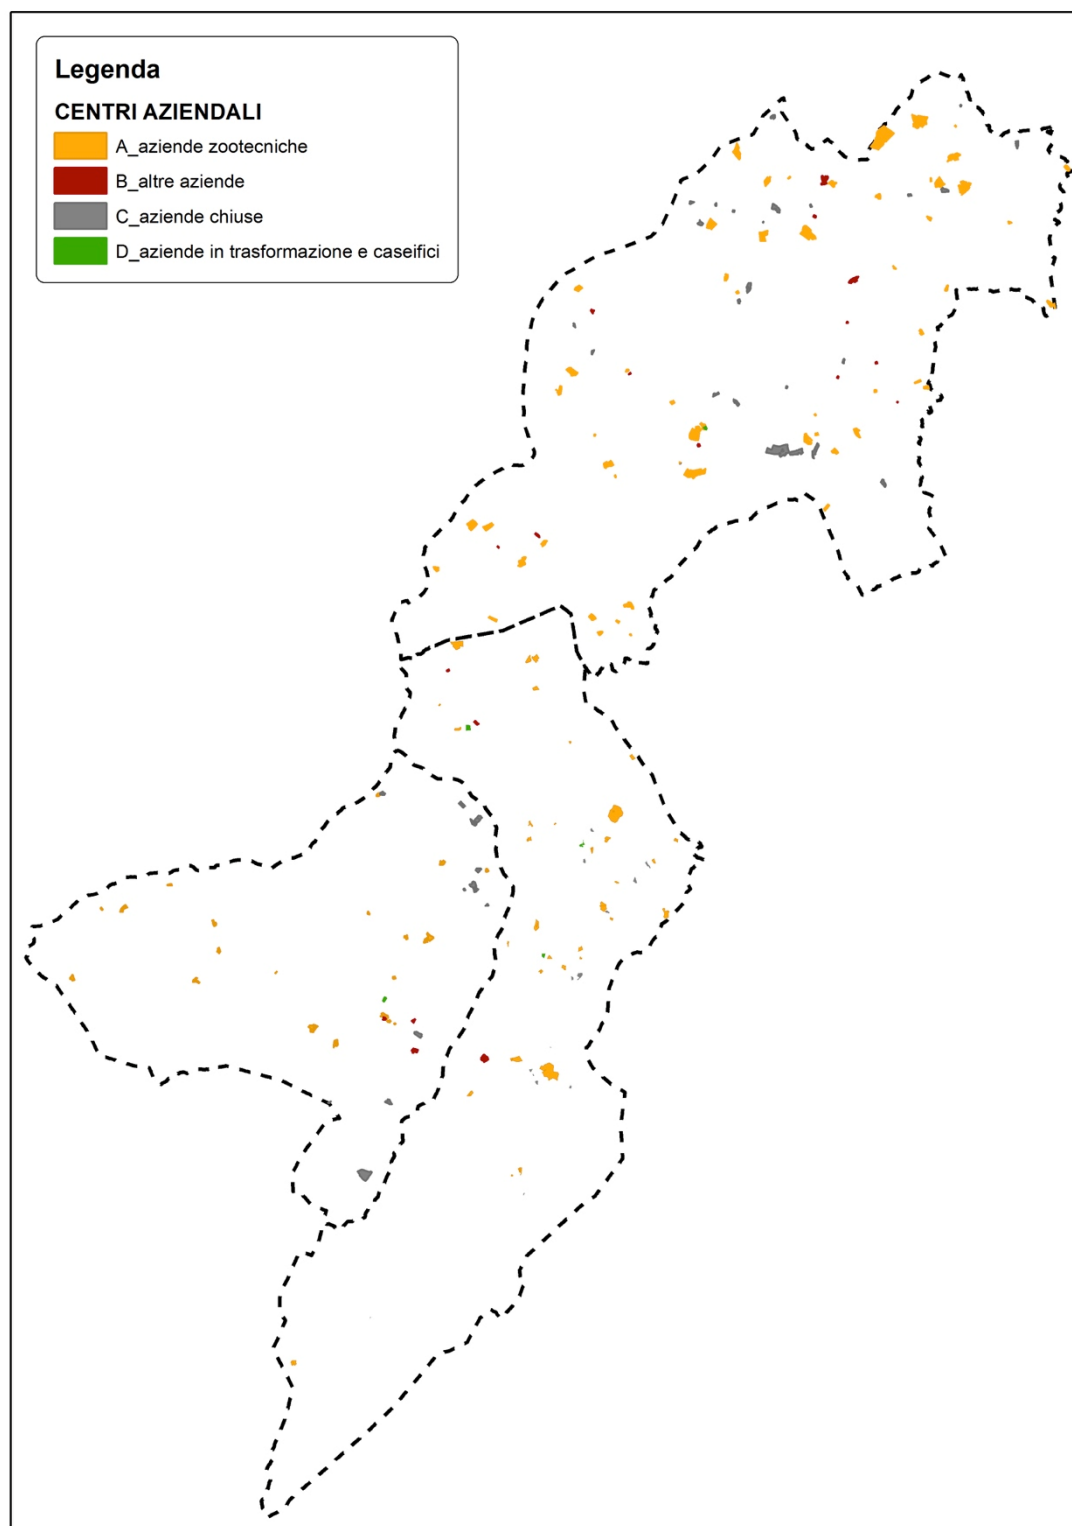 Legenda
CENTRI AZIENDALI
A_aziende zootecniche
B_altre aziende
C_aziende chiuse
D_aziende in trasformazione e caseifici